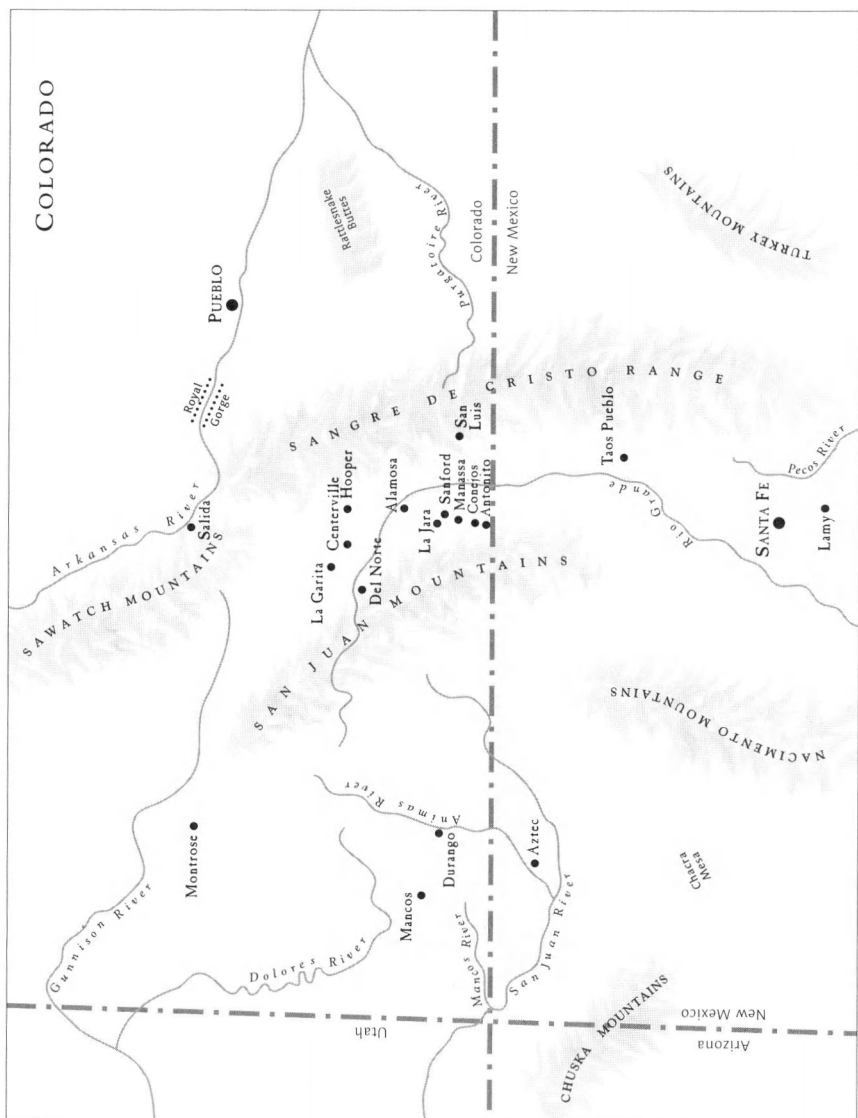 COLORADO
Arkansas River
SAWATCH MOUNTAINS
Salida
Royal
Gorge
PUEBLO
Rattlesnake
Buttes
Purgatoire River
Gunnison River
Montrose
SAN JUAN MOUNTAINS
La Garita
Centerville
Hooper
Del Norte
Alamosa
SANGRE DE CRISTO RANGE
La Jara
Sanford
Manassa
Conejos
Antonito
San
Luis
Dolores River
Animas River
Mancos
Durango
Mancos River
Utah
Colorado
New Mexico
San Juan River
Aztec
Rio Grande
Taos Pueblo
TURKEY MOUNTAINS
NACIMENTO MOUNTAINS
Chacra
Mesa
CHUSKA MOUNTAINS
Arizona
New Mexico
SANTA FE
Pecos River
Lamy